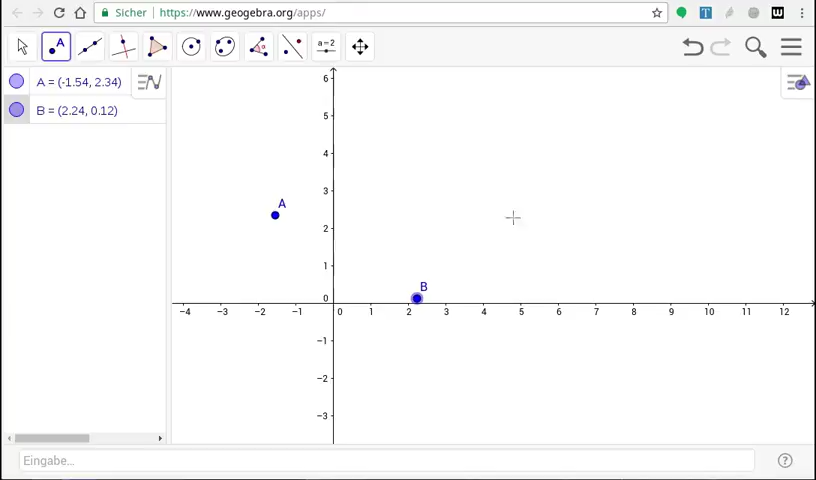 Sicher https://www.geogebra.org/apps/
A
a=2
A = (-1.54, 2.34)
B = (2.24, 0.12)
6
5
4
3
A
2
1
B
0
−4 −3 −2 −1 0 1 2 3 4 5 6 7 8 9 10 11 12
−1
−2
−3
Eingabe...